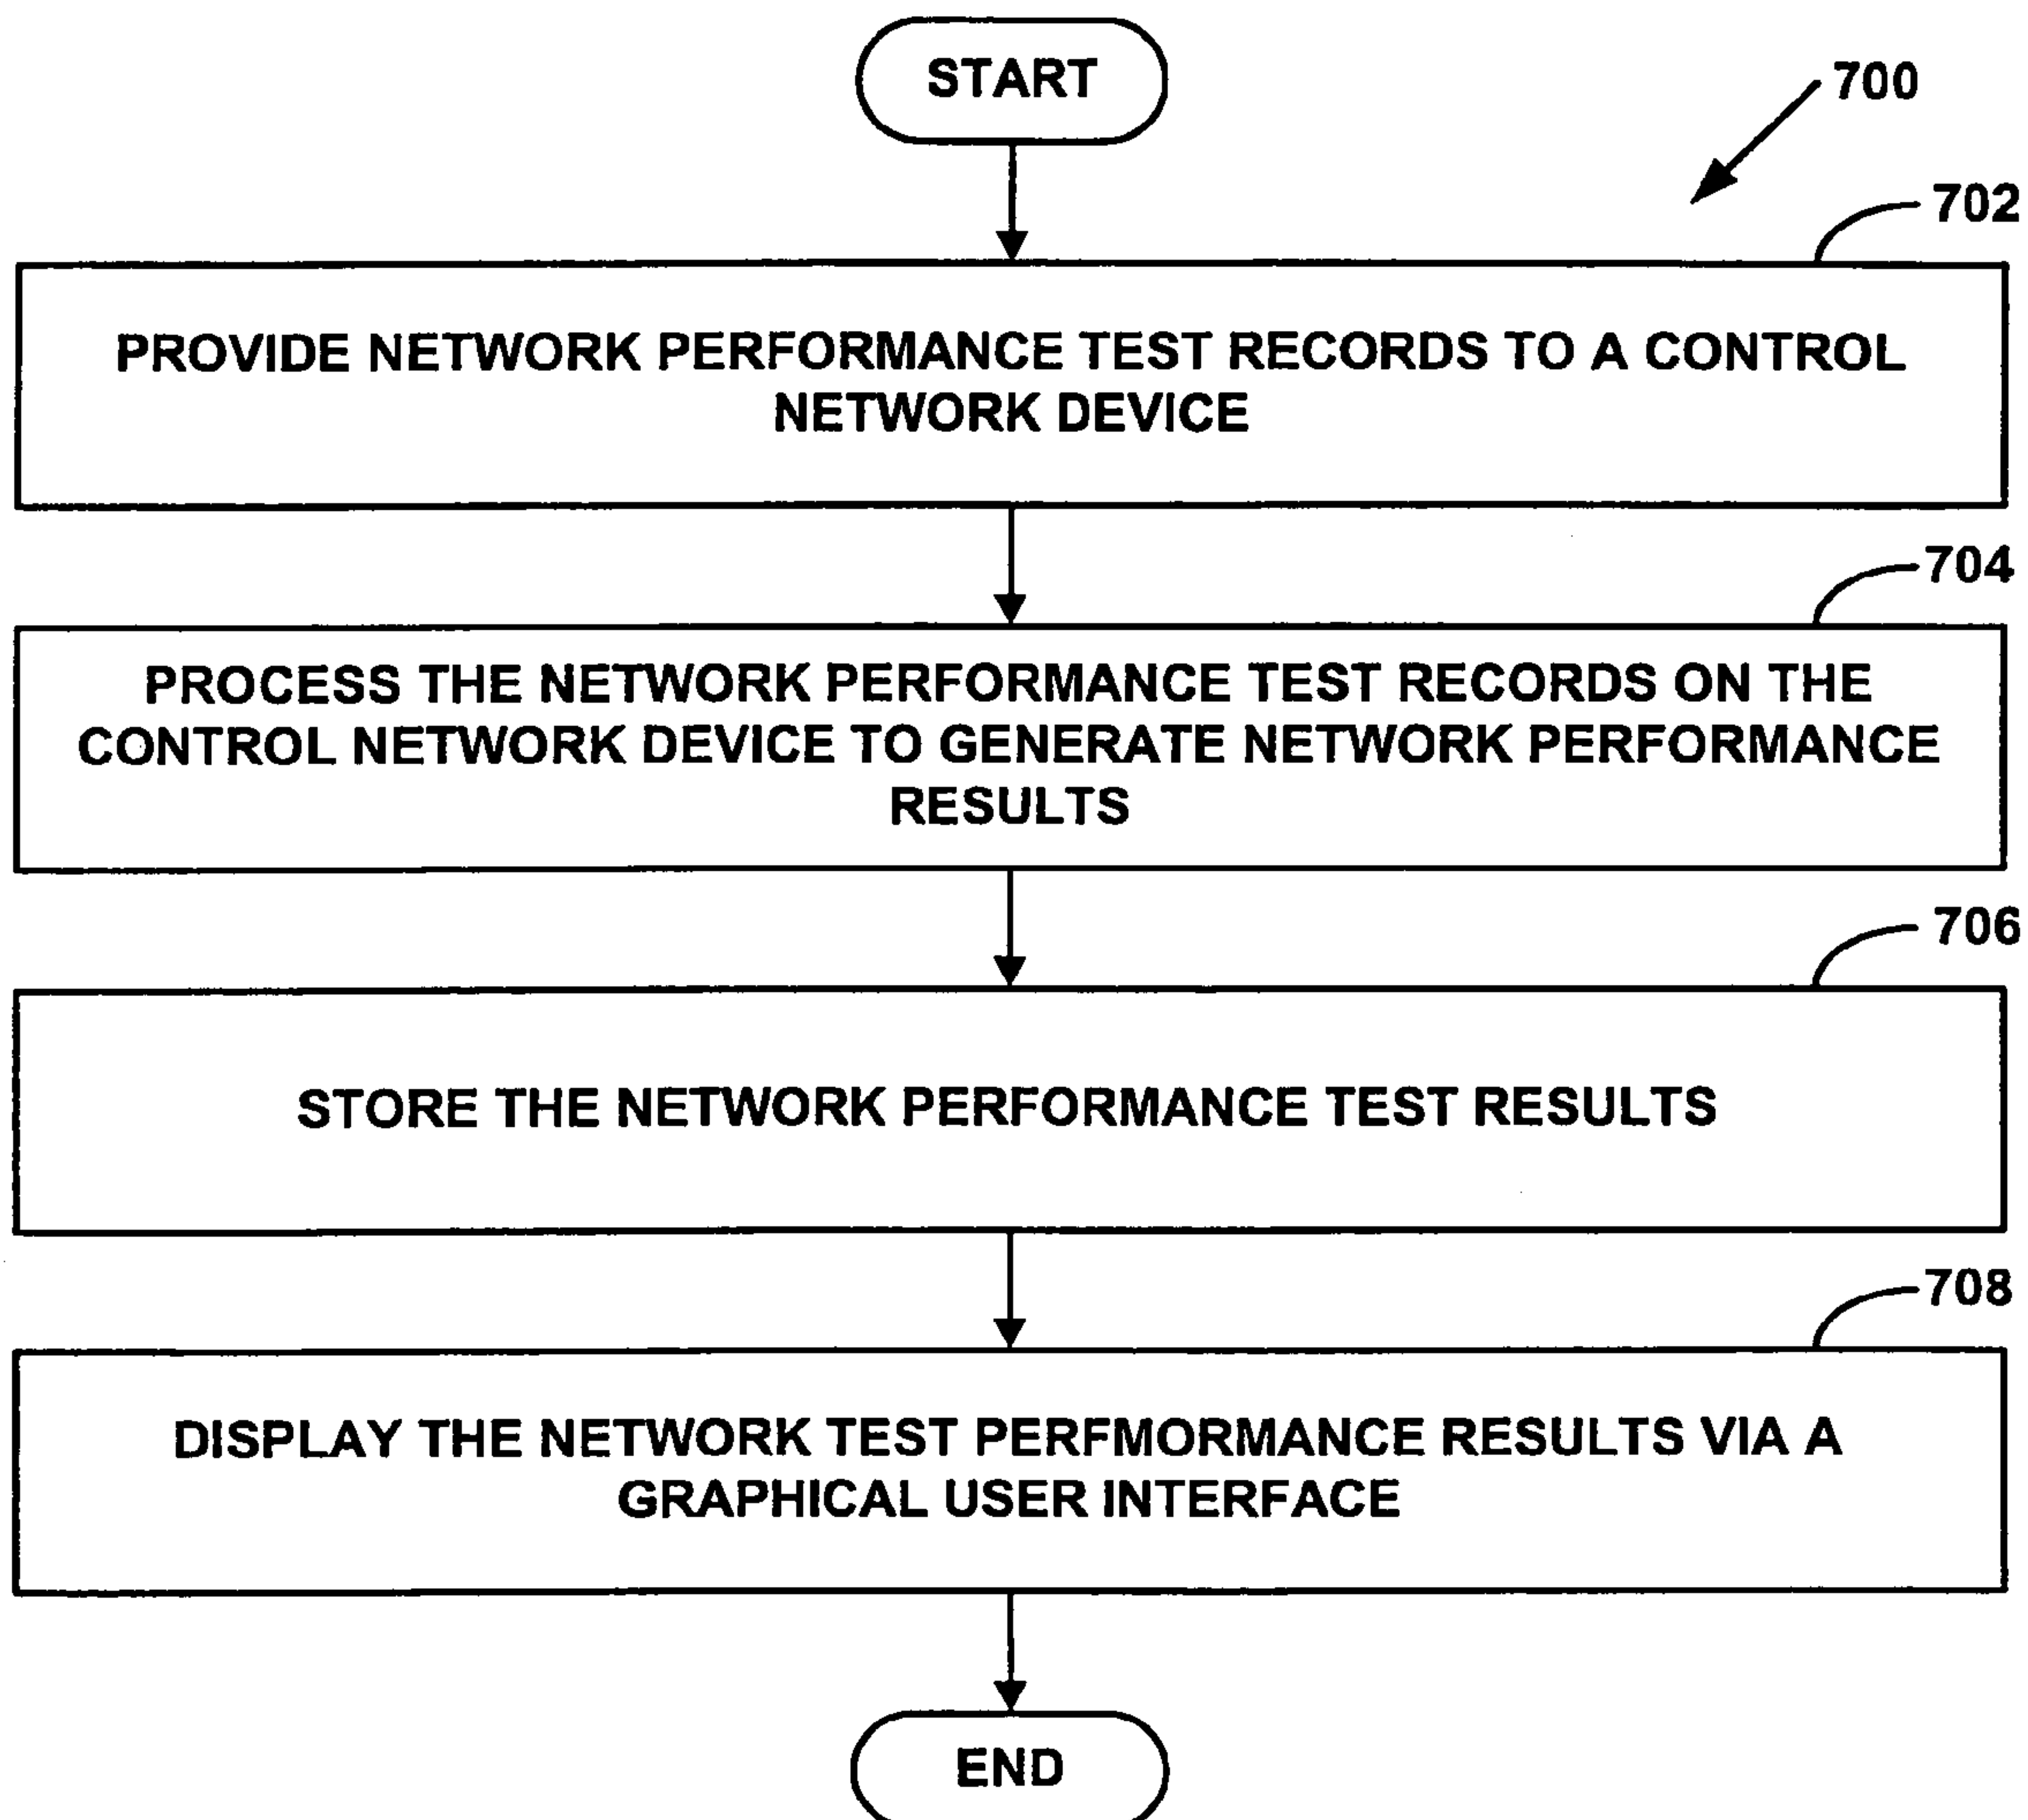 START
700
702
PROVIDE NETWORK PERFORMANCE TEST RECORDS TO A CONTROL
NETWORK DEVICE
704
PROCESS THE NETWORK PERFORMANCE TEST RECORDS ON THE
CONTROL NETWORK DEVICE TO GENERATE NETWORK PERFORMANCE
RESULTS
706
STORE THE NETWORK PERFORMANCE TEST RESULTS
708
DISPLAY THE NETWORK TEST PERFMORMANCE RESULTS VIA A
GRAPHICAL USER INTERFACE
END